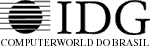 IDG
COMPUTERWORLD DO BRASIL